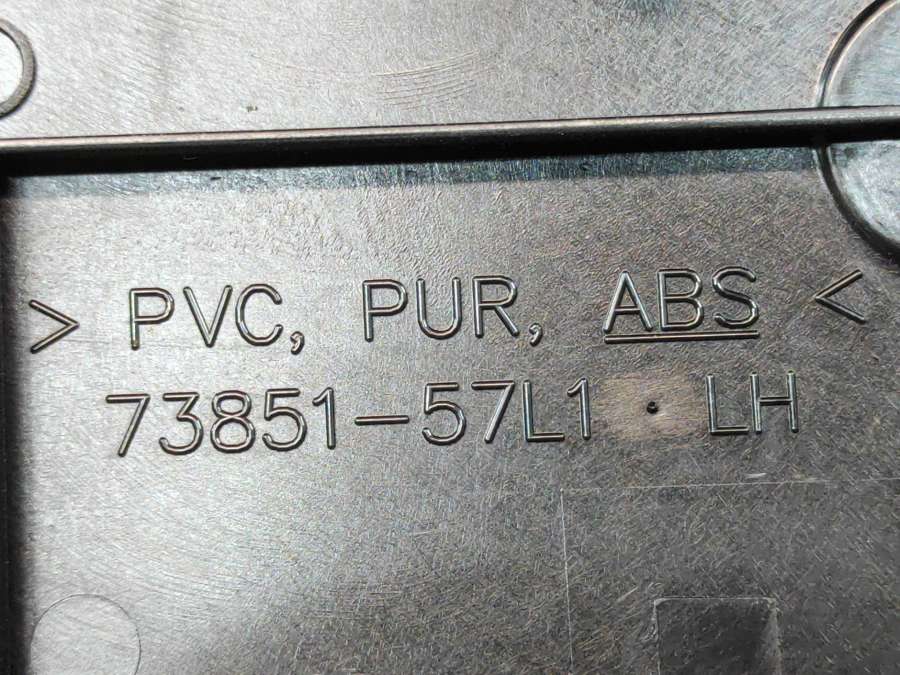 > PVC, PUR, ABS <
73851-57L1 · LH